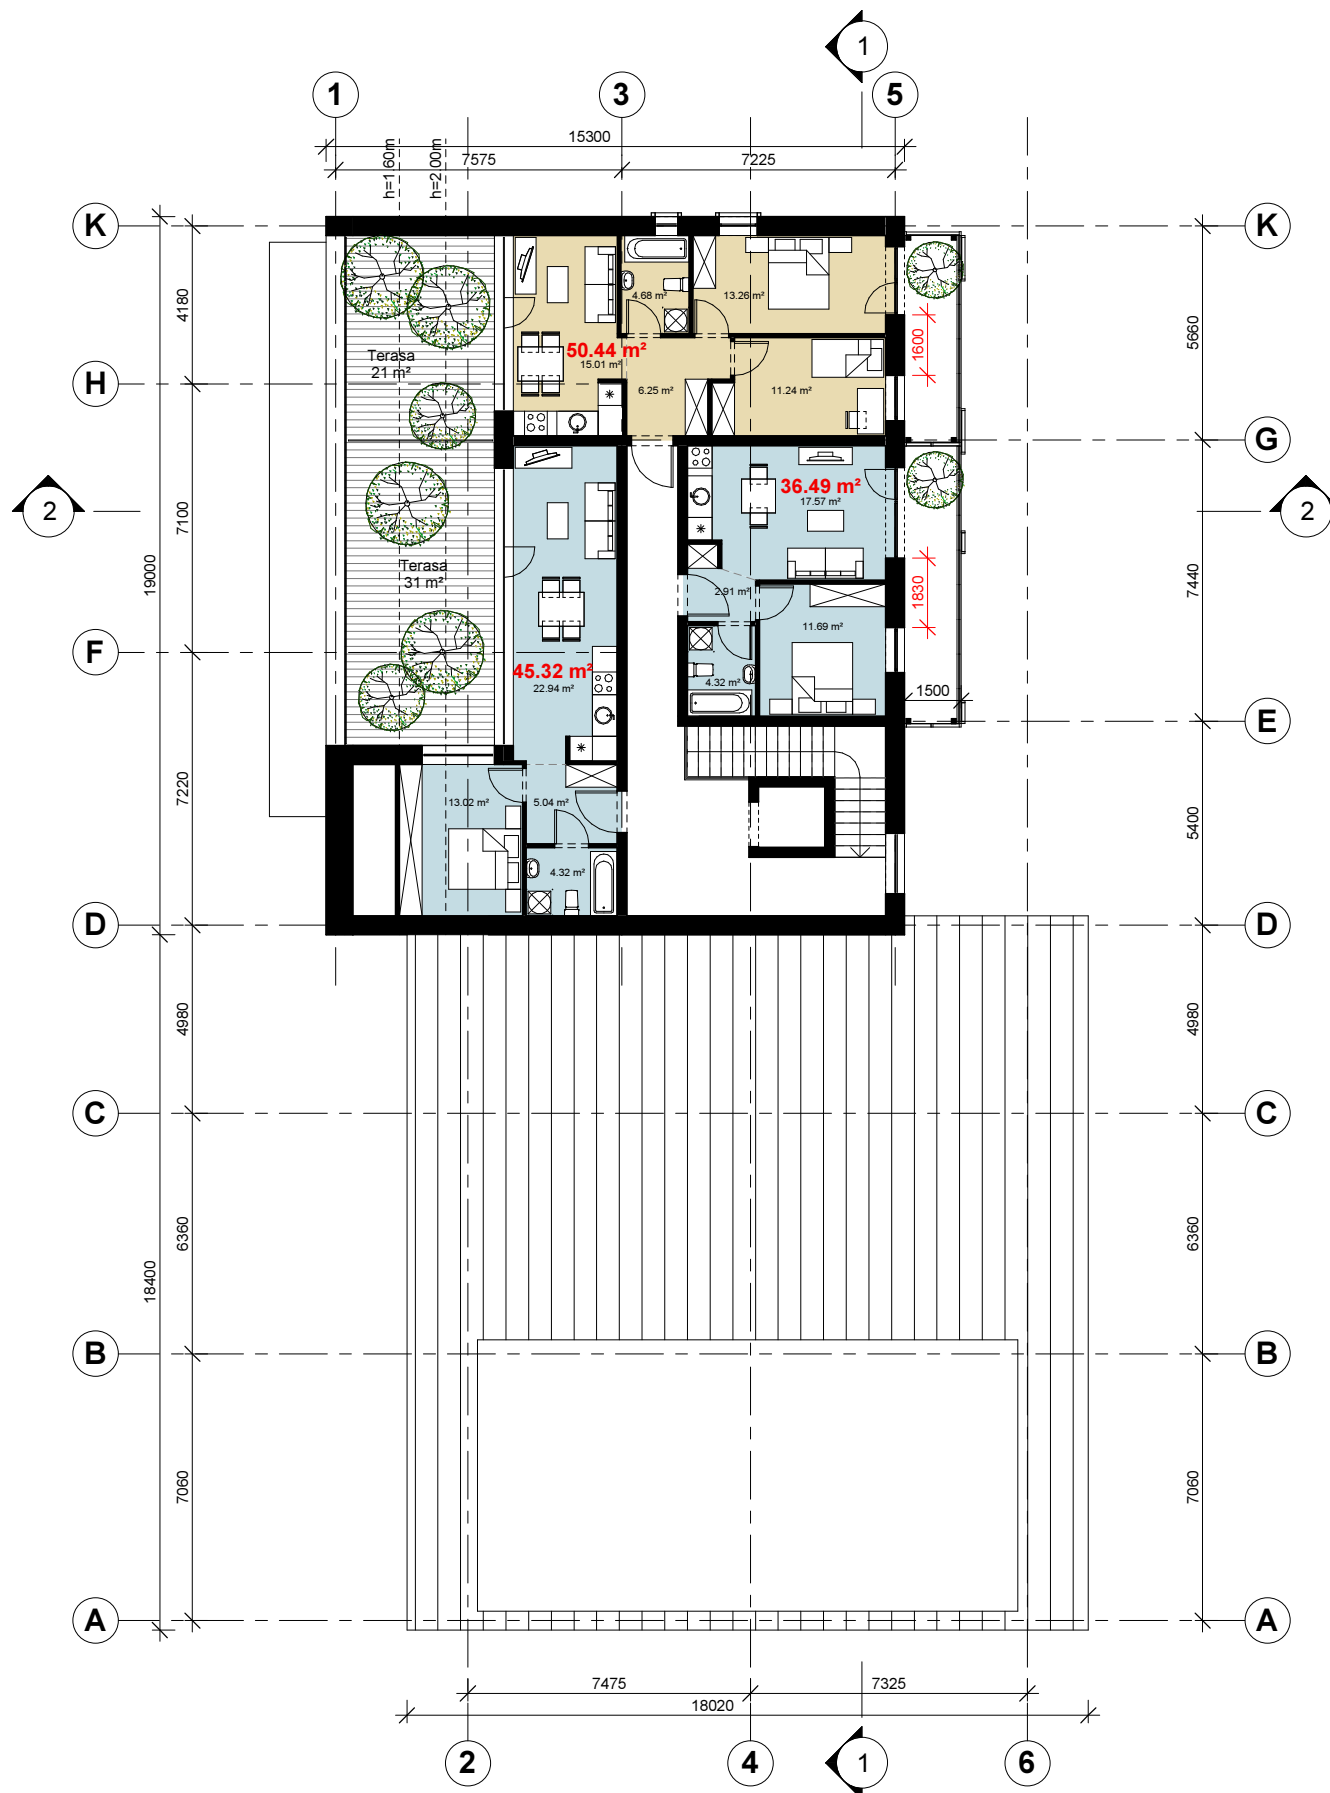 1
1
3
5
15300
7575
7225
h=1.60m
h=2.00m
K
K
4180
5660
4.68 m²
13.26 m²
Terasa
21 m²
50.44 m²
15.01 m²
1600
H
6.25 m²
11.24 m²
G
36.49 m²
17.57 m²
2
2
7100
19000
Terasa
31 m²
7440
1830
2.91 m²
11.69 m²
F
45.32 m²
22.94 m²
4.32 m²
1500
E
7220
13.02 m²
5.04 m²
5400
4.32 m²
D
D
4980
4980
C
C
6360
6360
18400
B
B
7060
7060
A
A
7475
7325
18020
2
4
1
6